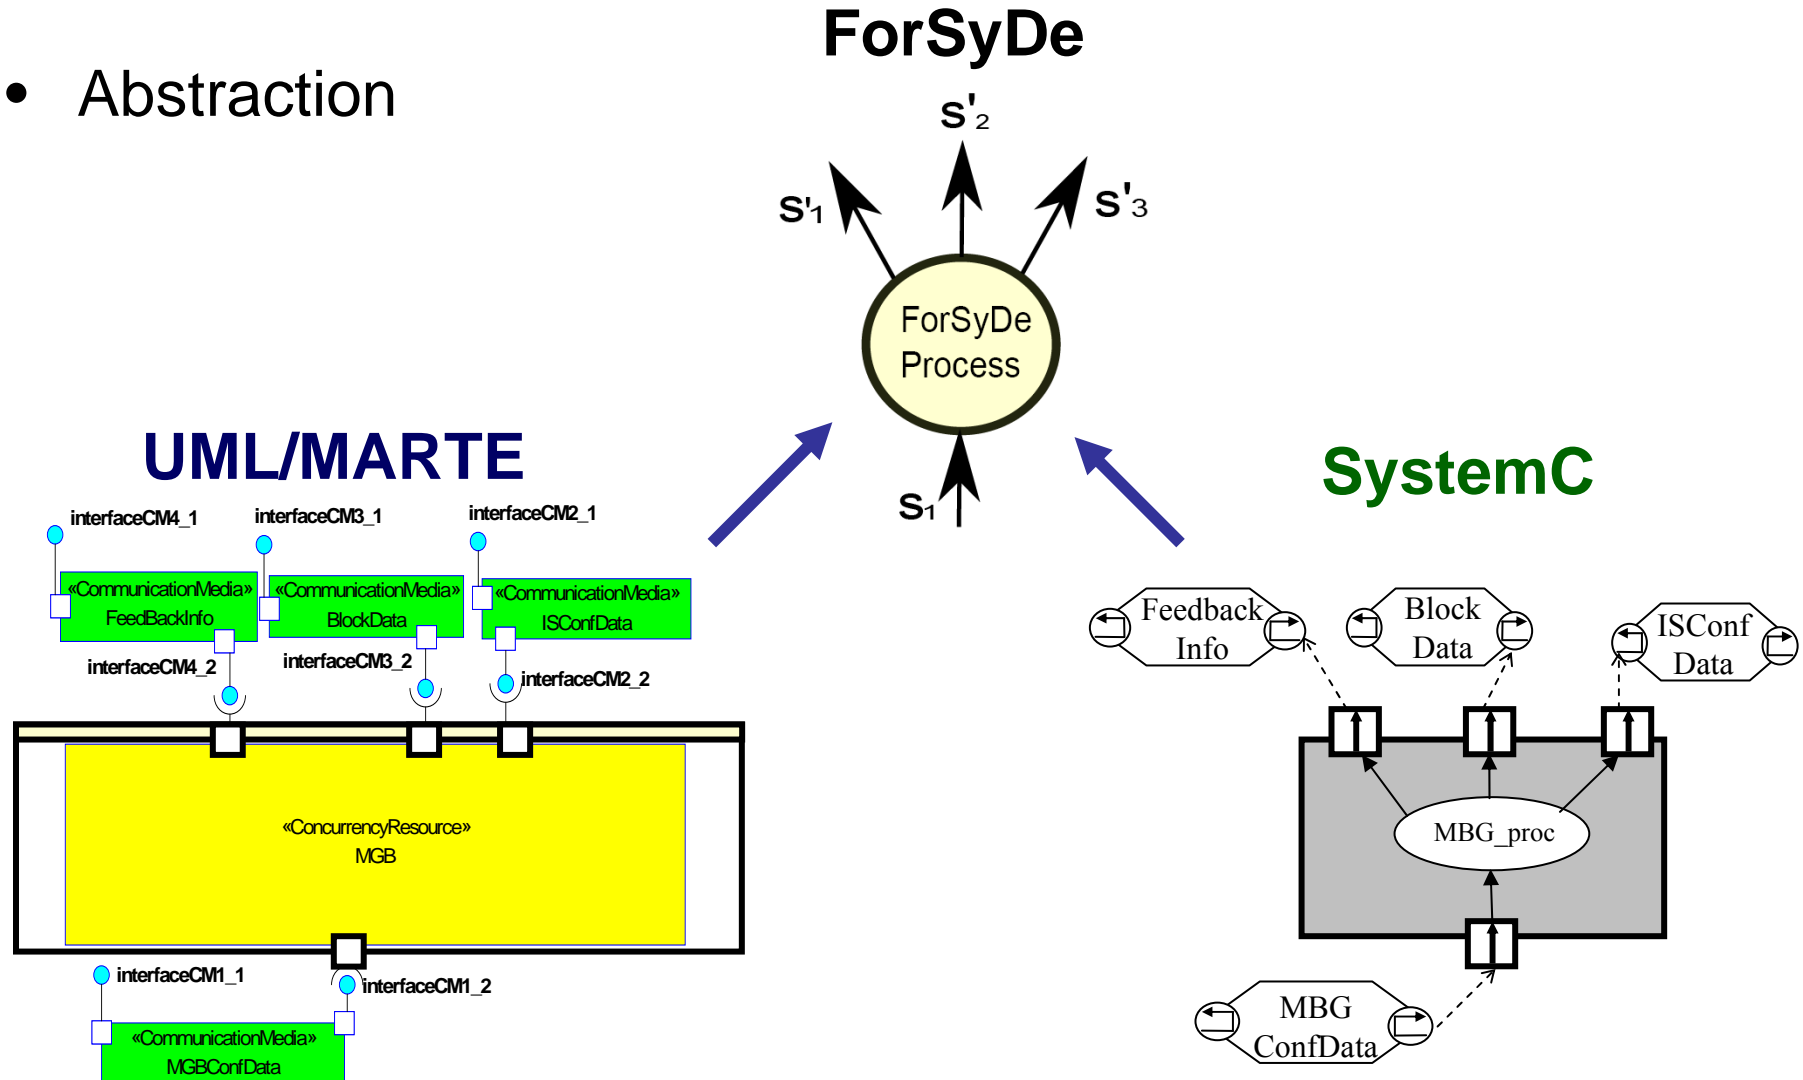 ForSyDe
• Abstraction
S'2
S'1
S'3
ForSyDe
Process
S1
UML/MARTE
SystemC
interfaceCM4_1
interfaceCM3_1
interfaceCM2_1
«CommunicationMedia»
FeedBackInfo
«CommunicationMedia»
BlockData
«CommunicationMedia»
ISConfData
interfaceCM4_2
interfaceCM3_2
interfaceCM2_2
«ConcurrencyResource»
MGB
interfaceCM1_1
interfaceCM1_2
«CommunicationMedia»
MGBConfData
Feedback
Info
Block
Data
ISConf
Data
MBG_proc
MBG
ConfData